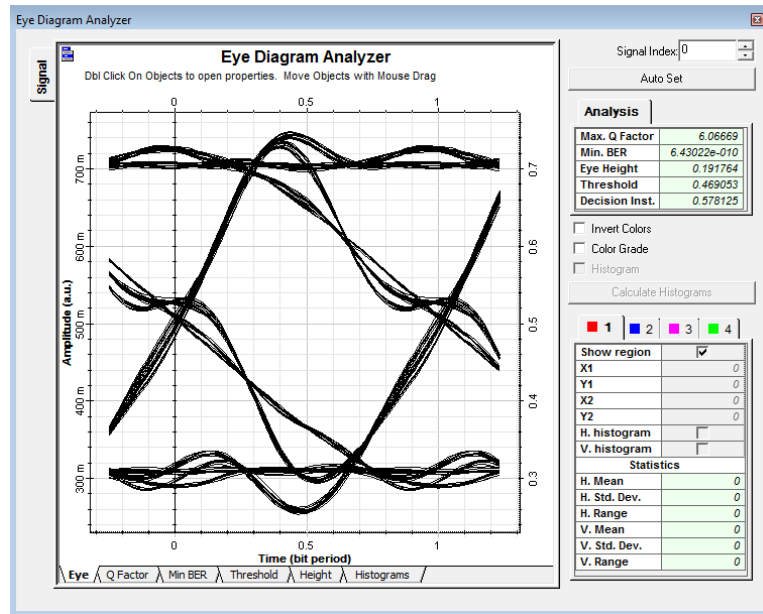 Eye Diagram Analyzer
Signal
Eye Diagram Analyzer
Dbl Click On Objects to open properties. Move Objects with Mouse Drag
0 0.5 1
Amplitude (a.u.)
700 m
600 m
500 m
400 m
300 m
0.7
0.6
0.5
0.4
0.3
0 0.5 1
Time (bit period)
Eye Q Factor Min BER Threshold Height Histograms
Signal Index: 0
Auto Set
Analysis
Max. Q Factor 6.06669
Min. BER 6.43022e-010
Eye Height 0.191764
Threshold 0.469053
Decision Inst. 0.578125
Invert Colors
Color Grade
Histogram
Calculate Histograms
1 2 3 4
Show region
X1 0
Y1 0
X2 0
Y2 0
H. histogram
V. histogram
Statistics
H. Mean 0
H. Std. Dev. 0
H. Range 0
V. Mean 0
V. Std. Dev. 0
V. Range 0